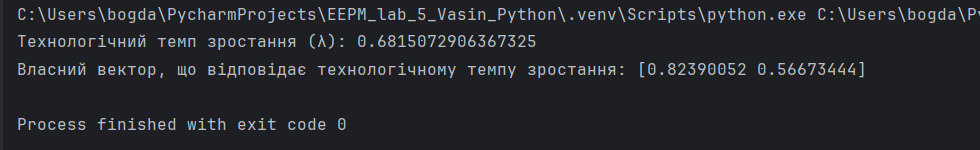 C:\Users\bogda\PycharmProjects\EEPM_lab_5_Vasin_Python\.venv\Scripts\python.exe C:\Users\bogda\P
Технологічний темп зростання (λ): 0.6815072906367325
Власний вектор, що відповідає технологічному темпу зростання: [0.82390052 0.56673444]
Process finished with exit code 0